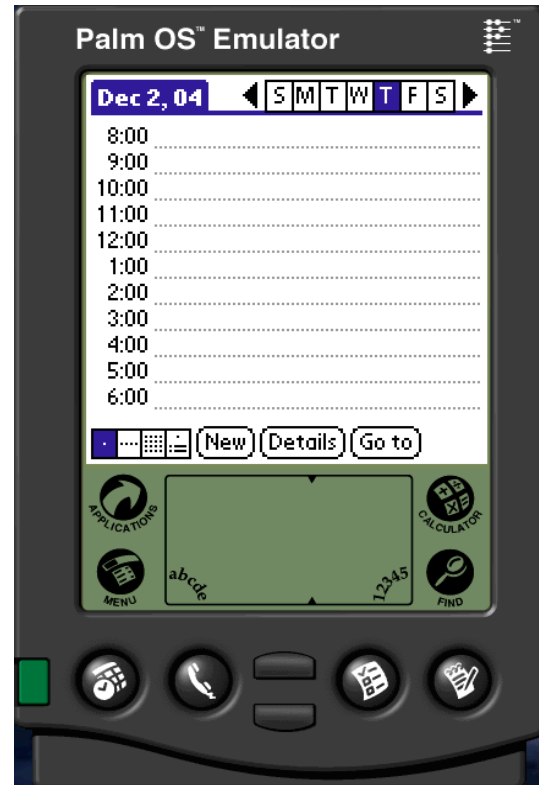 Palm OS™ Emulator ™
Dec 2, 04 S M T W T F S
8:00
9:00
10:00
11:00
12:00
1:00
2:00
3:00
4:00
5:00
6:00
New Details Go to
APPLICATIONS CALCULATOR
MENU abcde 12345 FIND